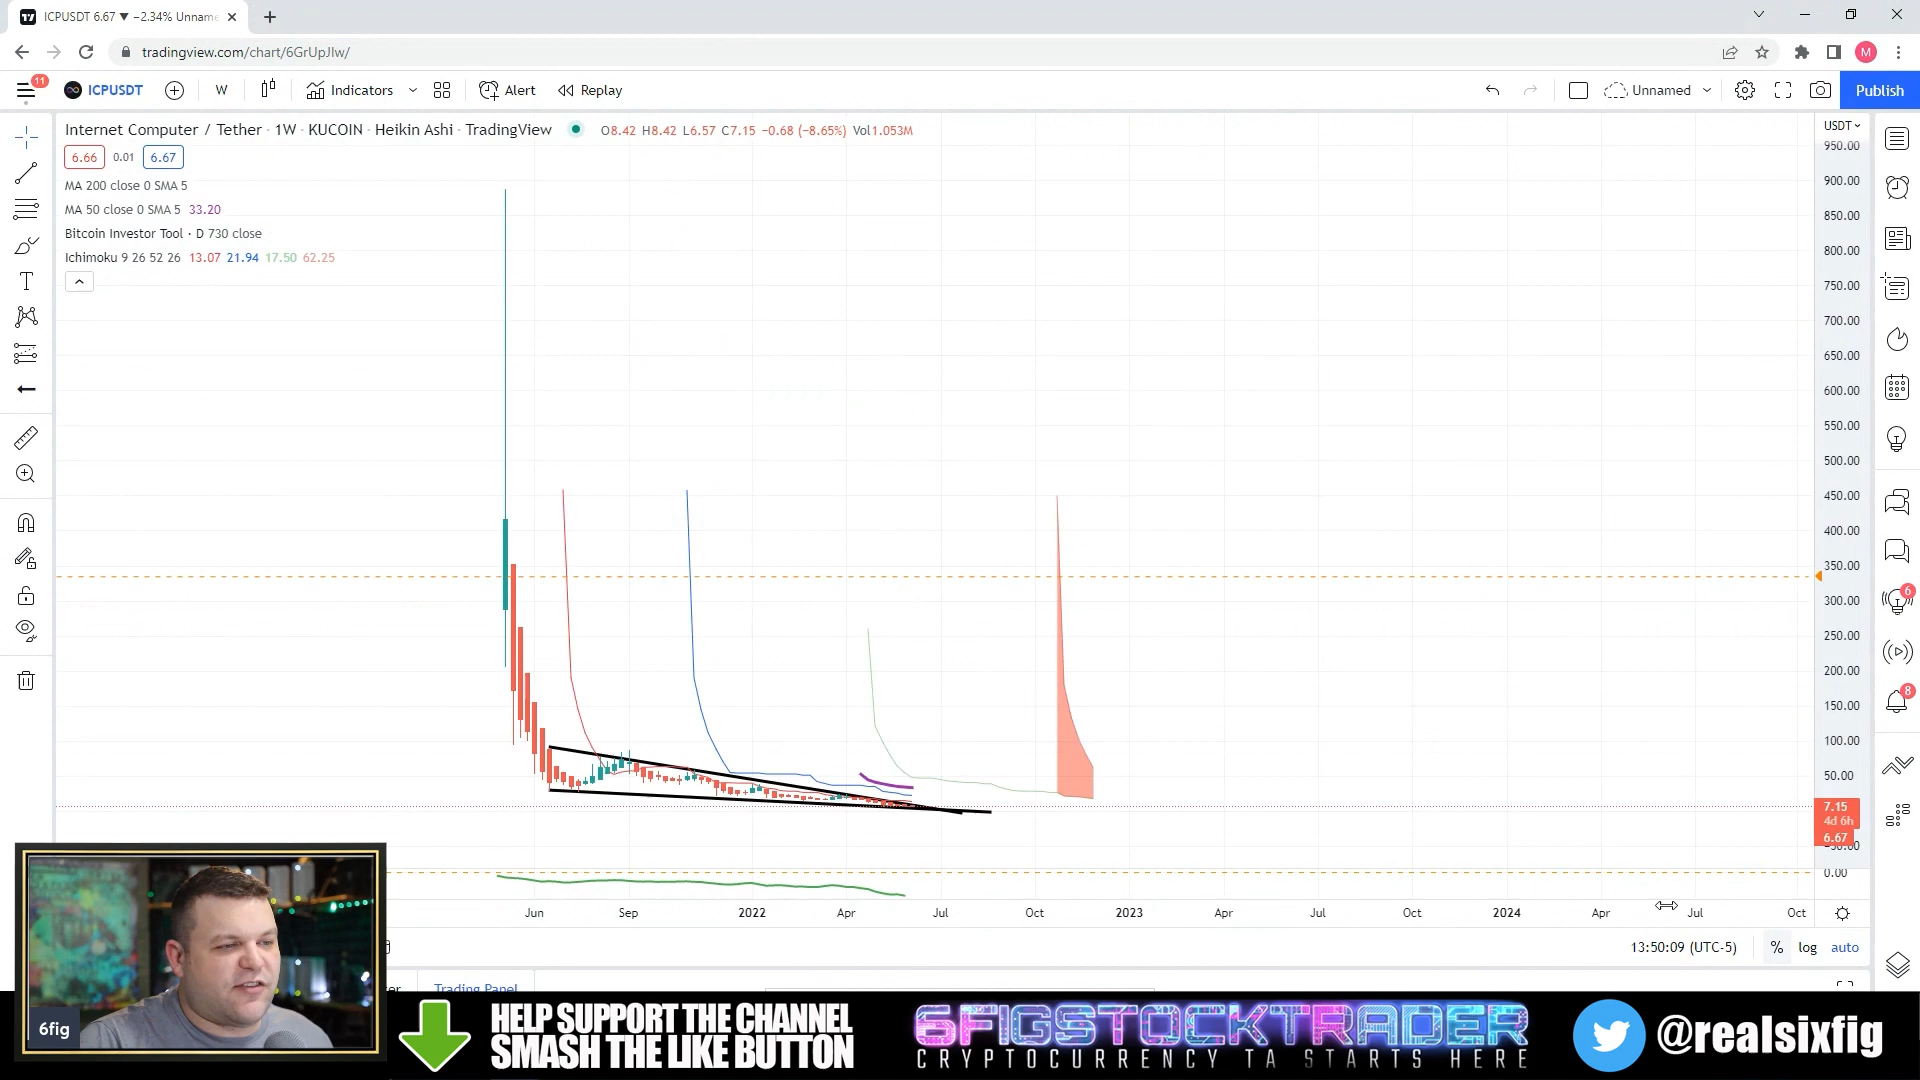 ICPUSDT 6.67 ▼ −2.34% Unname
tradingview.com/chart/6GrUpJIw/
M
11
ICPUSDT
W
Indicators
Alert
Replay
Unnamed
Publish
Internet Computer / Tether · 1W · KUCOIN · Heikin Ashi · TradingView
O8.42 H8.42 L6.57 C7.15 −0.68 (−8.65%) Vol1.053M
USDT
6.66 0.01 6.67
MA 200 close 0 SMA 5
MA 50 close 0 SMA 5 33.20
Bitcoin Investor Tool · D 730 close
Ichimoku 9 26 52 26 13.07 21.94 17.50 62.25
950.00
900.00
850.00
800.00
750.00
700.00
650.00
600.00
550.00
500.00
450.00
400.00
350.00
300.00
250.00
200.00
150.00
100.00
50.00
7.15
4d 6h
6.67
0.00
6
8
Jun Sep 2022 Apr Jul Oct 2023 Apr Jul Oct 2024 Apr Jul Oct
13:50:09 (UTC-5) % log auto
Trading Panel
6fig
HELP SUPPORT THE CHANNEL
SMASH THE LIKE BUTTON
6FIGSTOCKTRADER
CRYPTOCURRENCY TA STARTS HERE
@realsixfig